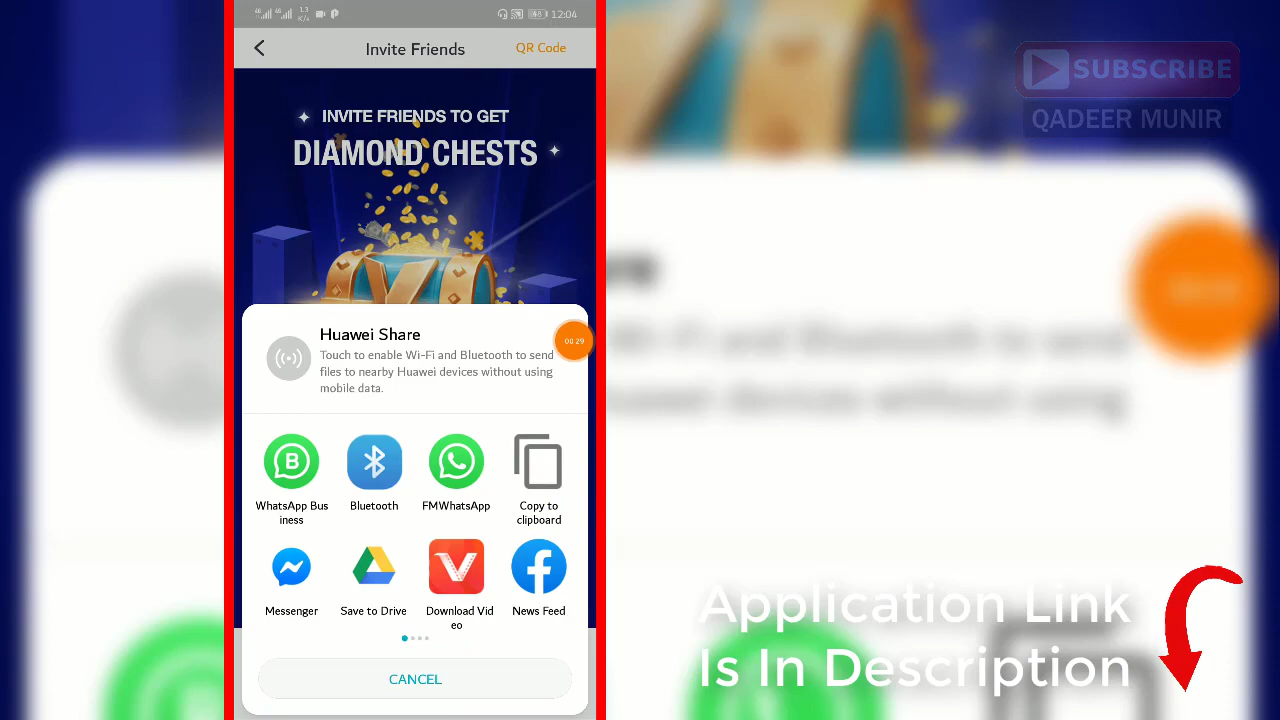 1.3
K/s
12:04
Invite Friends
QR Code
INVITE FRIENDS TO GET
DIAMOND CHESTS
Huawei Share
Touch to enable Wi-Fi and Bluetooth to send
files to nearby Huawei devices without using
mobile data.
00 29
WhatsApp Bus
iness
Bluetooth
FMWhatsApp
Copy to
clipboard
Messenger
Save to Drive
Download Vid
eo
News Feed
CANCEL
SUBSCRIBE
QADEER MUNIR
Application Link
Is In Description